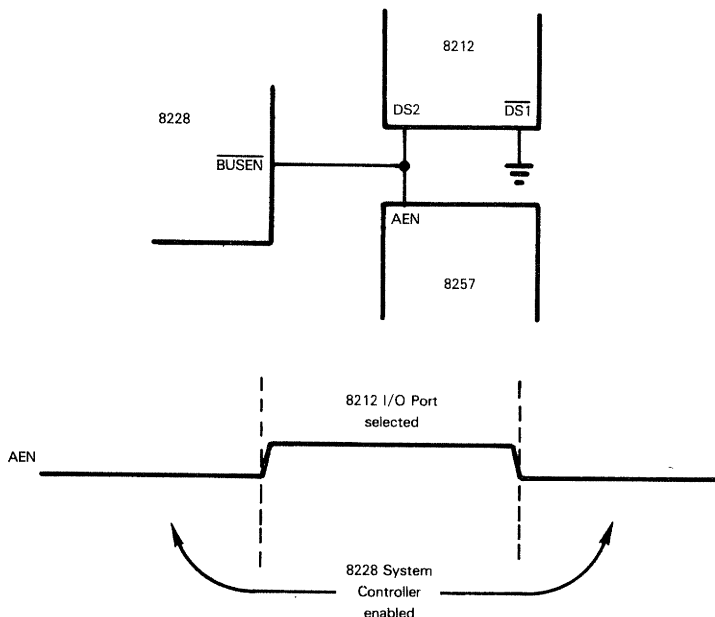 8212
DS2
DS1
8228
BUSEN
AEN
8257
8212 I/O Port
selected
AEN
8228 System
Controller
enabled